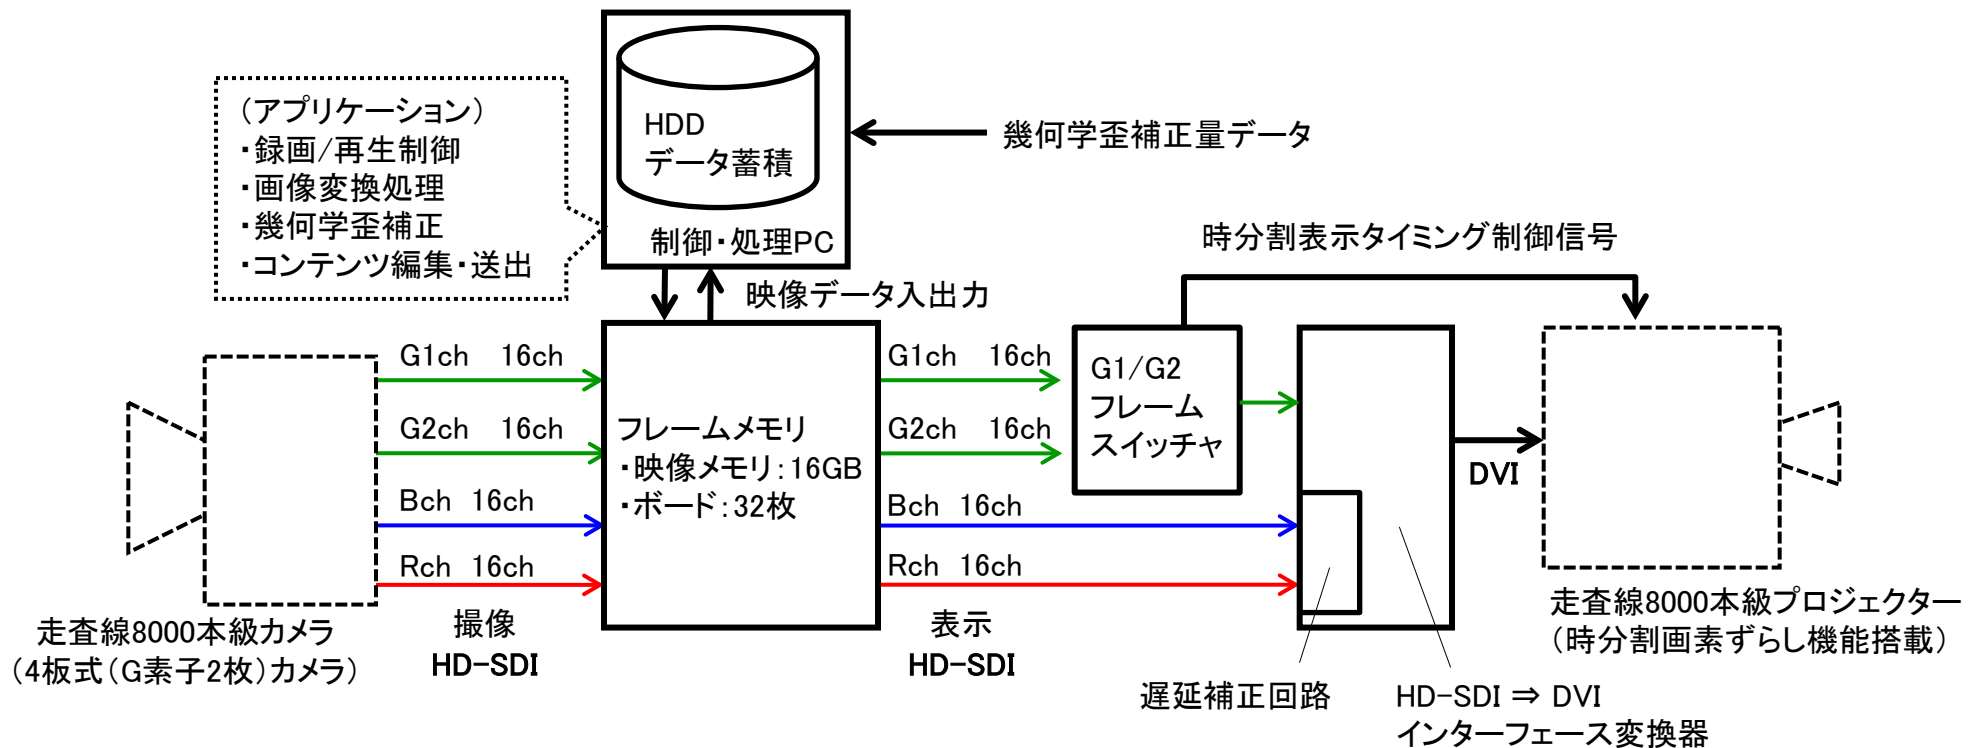 (アプリケーション)
・録画/再生制御
・画像変換処理
・幾何学歪補正
・コンテンツ編集・送出
HDD
データ蓄積
制御・処理PC
幾何学歪補正量データ
映像データ入出力
時分割表示タイミング制御信号
G1ch 16ch
G2ch 16ch
Bch 16ch
Rch 16ch
撮像
HD-SDI
走査線8000本級カメラ
(4板式(G素子2枚)カメラ)
フレームメモリ
・映像メモリ:16GB
・ボード:32枚
G1ch 16ch
G2ch 16ch
Bch 16ch
Rch 16ch
表示
HD-SDI
G1/G2
フレーム
スイッチャ
DVI
遅延補正回路
HD-SDI ⇒ DVI
インターフェース変換器
走査線8000本級プロジェクター
(時分割画素ずらし機能搭載)